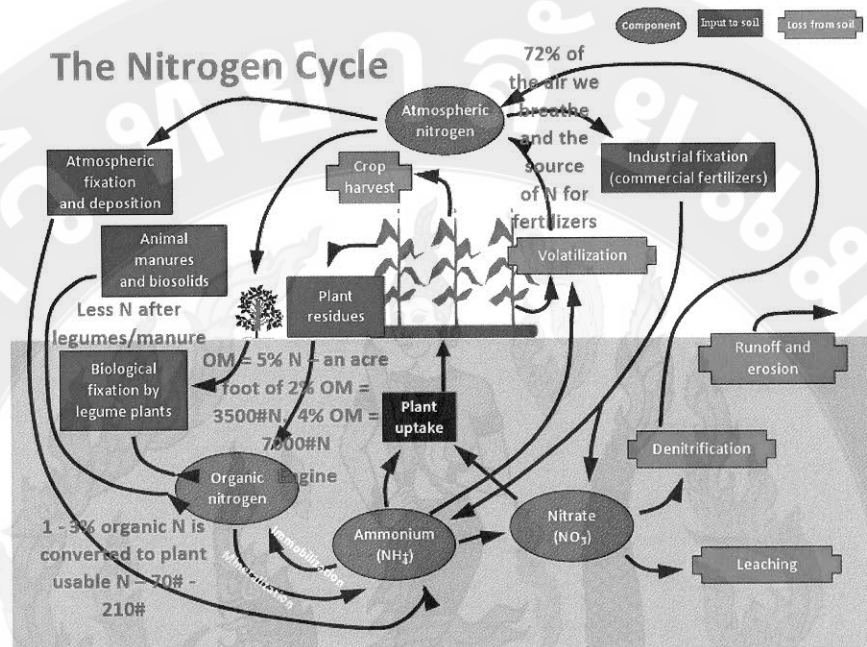 Component
Input to soil
Loss from soil
The Nitrogen Cycle
72% of
the air we
breathe
and the
source
of N for
fertilizers
Atmospheric
nitrogen
Atmospheric
fixation
and deposition
Crop
harvest
Industrial fixation
(commercial fertilizers)
Animal
manures
and biosolids
Volatilization
Less N after
legumes/manure
Plant
residues
Runoff and
erosion
Biological
fixation by
legume plants
OM = 5% N – an acre
foot of 2% OM =
3500#N, 4% OM =
7000#N
Engine
Plant
uptake
Denitrification
Organic
nitrogen
Ammonium
(NH₄⁺)
Nitrate
(NO₃⁻)
Immobilization
Mineralization
1 - 3% organic N is
converted to plant
usable N – 70# -
210#
Leaching